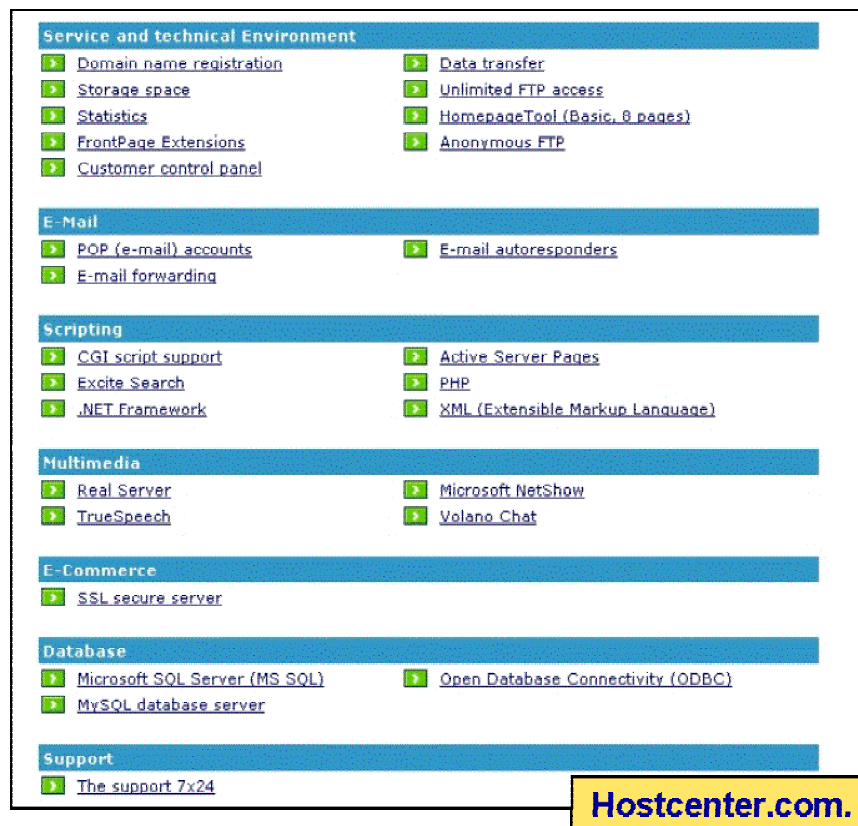 Service and technical Environment
Domain name registration
Data transfer
Storage space
Unlimited FTP access
Statistics
HomepageTool (Basic, 8 pages)
FrontPage Extensions
Anonymous FTP
Customer control panel
E-Mail
POP (e-mail) accounts
E-mail autoresponders
E-mail forwarding
Scripting
CGI script support
Active Server Pages
Excite Search
PHP
.NET Framework
XML (Extensible Markup Language)
Multimedia
Real Server
Microsoft NetShow
TrueSpeech
Volano Chat
E-Commerce
SSL secure server
Database
Microsoft SQL Server (MS SQL)
Open Database Connectivity (ODBC)
MySQL database server
Support
The support 7x24
Hostcenter.com.